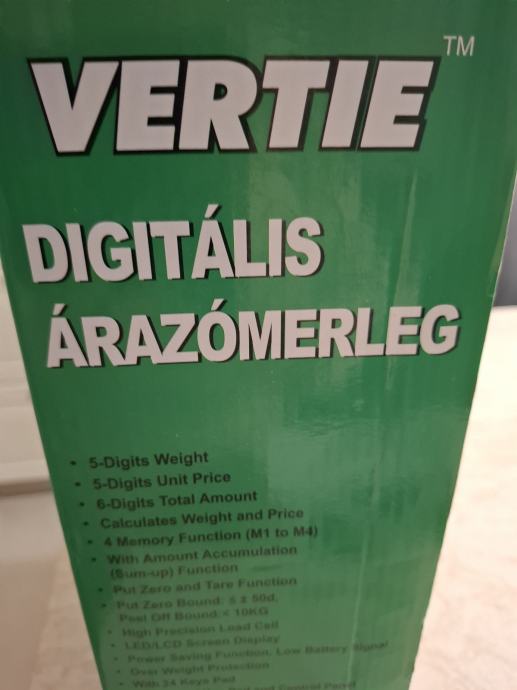 VERTIE™
DIGITÁLIS
ÁRAZÓMERLEG
• 5-Digits Weight
• 5-Digits Unit Price
• 6-Digits Total Amount
• Calculates Weight and Price
• 4 Memory Function (M1 to M4)
• With Amount Accumulation
(Sum-up) Function
• Put Zero and Tare Function
• Put Zero Bound: ≤ ± 50d,
Peel Off Bound:< 10KG
• High Precision Load Cell
• LED/LCD Screen Display
• Power Saving Function, Low Battery Signal
• Over Weight Protection
• With 24 Keys Pad
and Control Panel